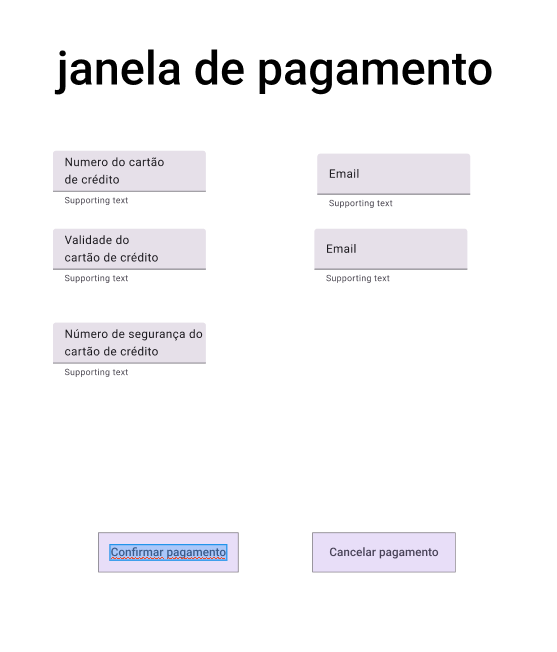 janela de pagamento
Numero do cartão
de crédito
Supporting text
Email
Supporting text
Validade do
cartão de crédito
Supporting text
Email
Supporting text
Número de segurança do
cartão de crédito
Supporting text
Confirmar pagamento
Cancelar pagamento